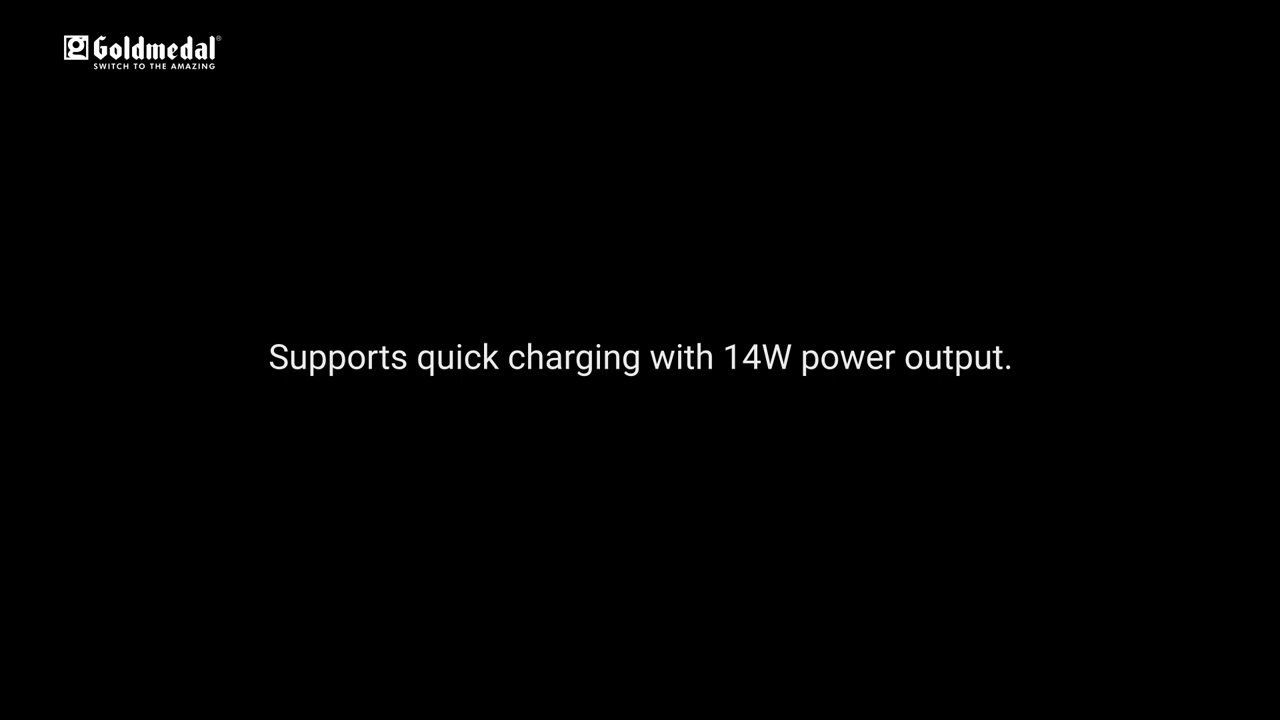 Goldmedal®
SWITCH TO THE AMAZING
Supports quick charging with 14W power output.